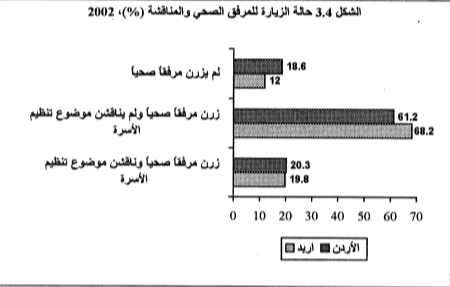 الشكل 3.4 حالة الزيارة للمرفق الصحي والمناقشة (%)، 2002
لم يزرن مرفقاً صحياً
18.6
12
زرن مرفقاً صحياً ولم يناقشن موضوع تنظيم
الأسرة
61.2
68.2
زرن مرفقاً صحياً وناقشن موضوع تنظيم
الأسرة
20.3
19.8
0 10 20 30 40 50 60 70
الأردن اربد